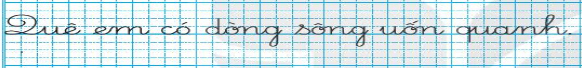 Quê em có dòng sông uốn quanh.